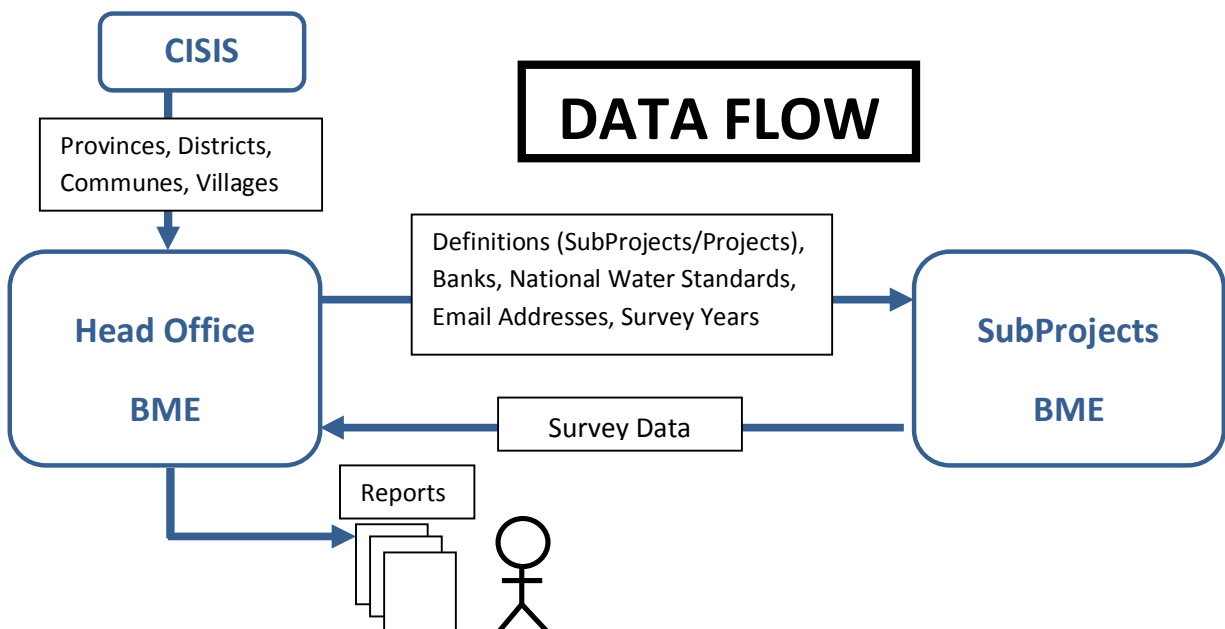 CISIS
DATA FLOW
Provinces, Districts,
Communes, Villages
Definitions (SubProjects/Projects),
Banks, National Water Standards,
Email Addresses, Survey Years
Head Office
BME
SubProjects
BME
Survey Data
Reports